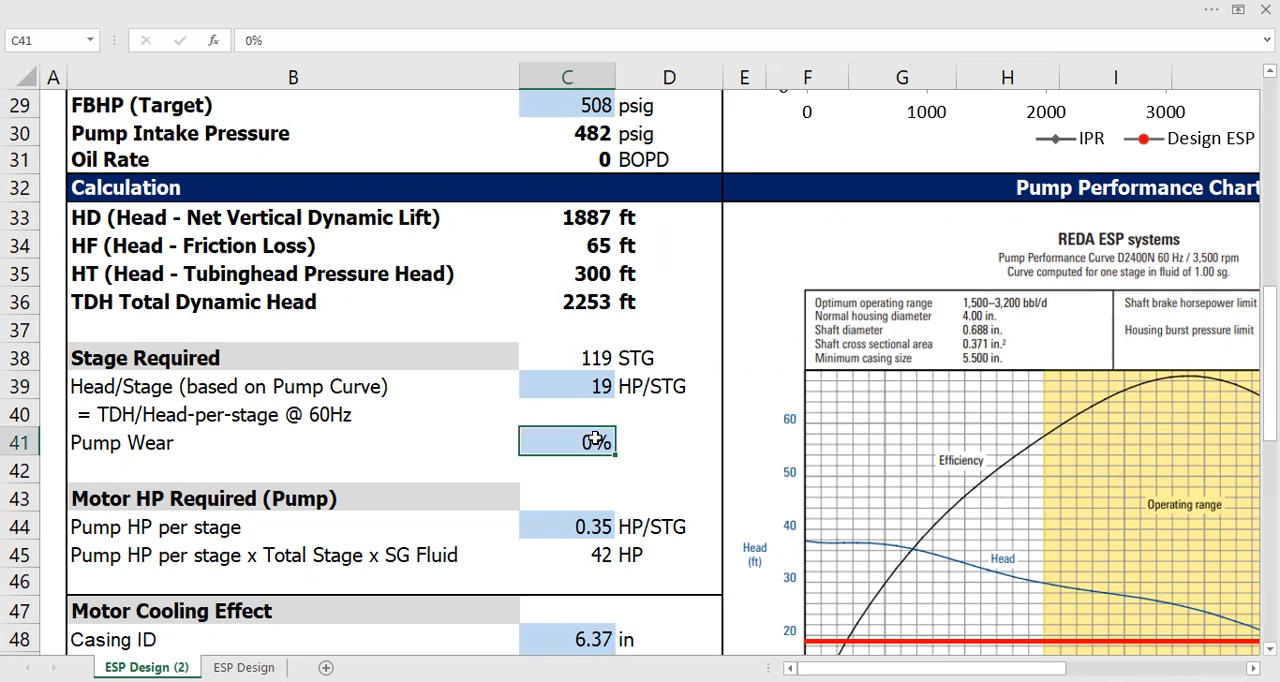 C41 0%
A B C D E F G H I
29 FBHP (Target) 508 psig
30 Pump Intake Pressure 482 psig
31 Oil Rate 0 BOPD
0 1000 2000 3000
IPR Design ESP
32 Calculation Pump Performance Chart
33 HD (Head - Net Vertical Dynamic Lift) 1887 ft
34 HF (Head - Friction Loss) 65 ft
35 HT (Head - Tubinghead Pressure Head) 300 ft
36 TDH Total Dynamic Head 2253 ft
37
38 Stage Required 119 STG
39 Head/Stage (based on Pump Curve) 19 HP/STG
40 = TDH/Head-per-stage @ 60Hz
41 Pump Wear 0%
42
43 Motor HP Required (Pump)
44 Pump HP per stage 0.35 HP/STG
45 Pump HP per stage x Total Stage x SG Fluid 42 HP
46
47 Motor Cooling Effect
48 Casing ID 6.37 in
REDA ESP systems
Pump Performance Curve D2400N 60 Hz / 3,500 rpm
Curve computed for one stage in fluid of 1.00 sg.
Optimum operating range 1,500–3,200 bbl/d Shaft brake horsepower limit
Normal housing diameter 4.00 in.
Shaft diameter 0.688 in. Housing burst pressure limit
Shaft cross sectional area 0.371 in.²
Minimum casing size 5.500 in.
60
50
40
30
20
Head
(ft)
Efficiency
Operating range
Head
ESP Design (2) ESP Design